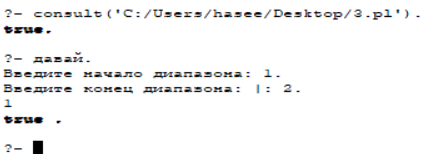 ?- consult('C:/Users/hasee/Desktop/3.pl').
true.
?- давай.
Введите начало диапазона: 1.
Введите конец диапазона: |: 2.
1
true .
?-